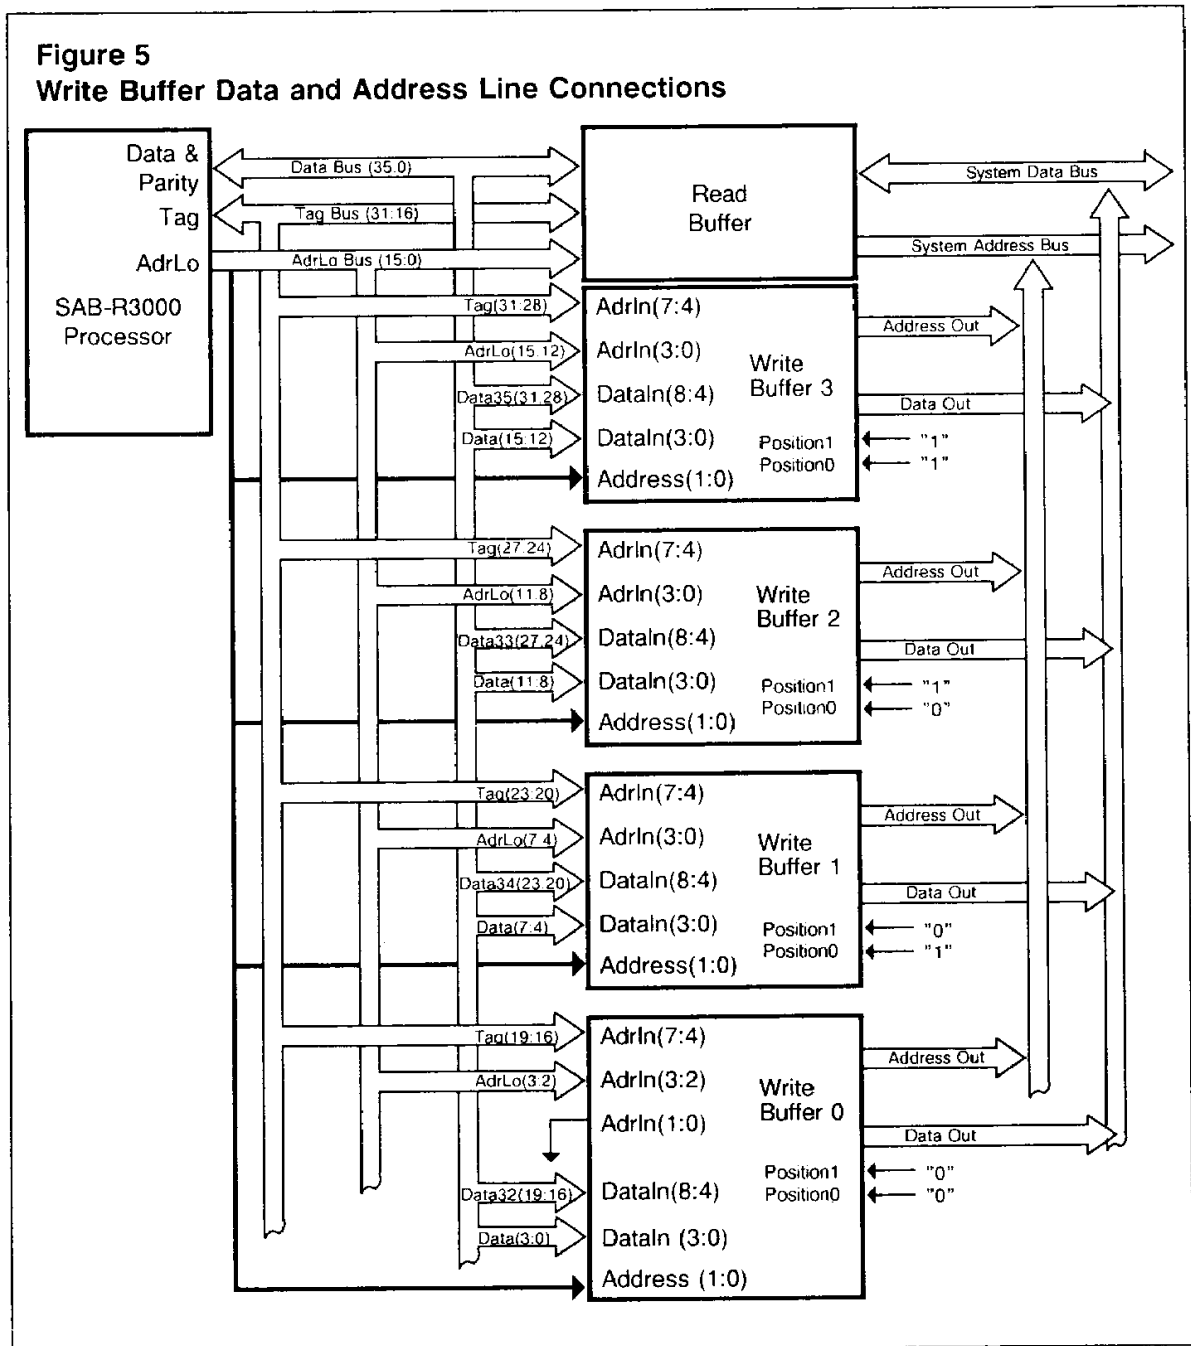 Figure 5
Write Buffer Data and Address Line Connections
Data &
Parity
Tag
AdrLo
SAB-R3000
Processor
Data Bus (35:0)
Tag Bus (31:16)
AdrLo Bus (15:0)
Read
Buffer
System Data Bus
System Address Bus
Tag(31:28)
AdrLo(15:12)
Data35(31:28)
Data(15:12)
AdrIn(7:4)
AdrIn(3:0)
DataIn(8:4)
DataIn(3:0)
Address(1:0)
Write
Buffer 3
Position1
Position0
Address Out
Data Out
"1"
"1"
Tag(27:24)
AdrLo(11:8)
Data33(27:24)
Data(11:8)
AdrIn(7:4)
AdrIn(3:0)
DataIn(8:4)
DataIn(3:0)
Address(1:0)
Write
Buffer 2
Position1
Position0
Address Out
Data Out
"1"
"0"
Tag(23:20)
AdrLo(7:4)
Data34(23:20)
Data(7:4)
AdrIn(7:4)
AdrIn(3:0)
DataIn(8:4)
DataIn(3:0)
Address(1:0)
Write
Buffer 1
Position1
Position0
Address Out
Data Out
"0"
"1"
Tag(19:16)
AdrLo(3:2)
Data32(19:16)
Data(3:0)
AdrIn(7:4)
AdrIn(3:2)
AdrIn(1:0)
DataIn(8:4)
DataIn (3:0)
Address (1:0)
Write
Buffer 0
Position1
Position0
Address Out
Data Out
"0"
"0"